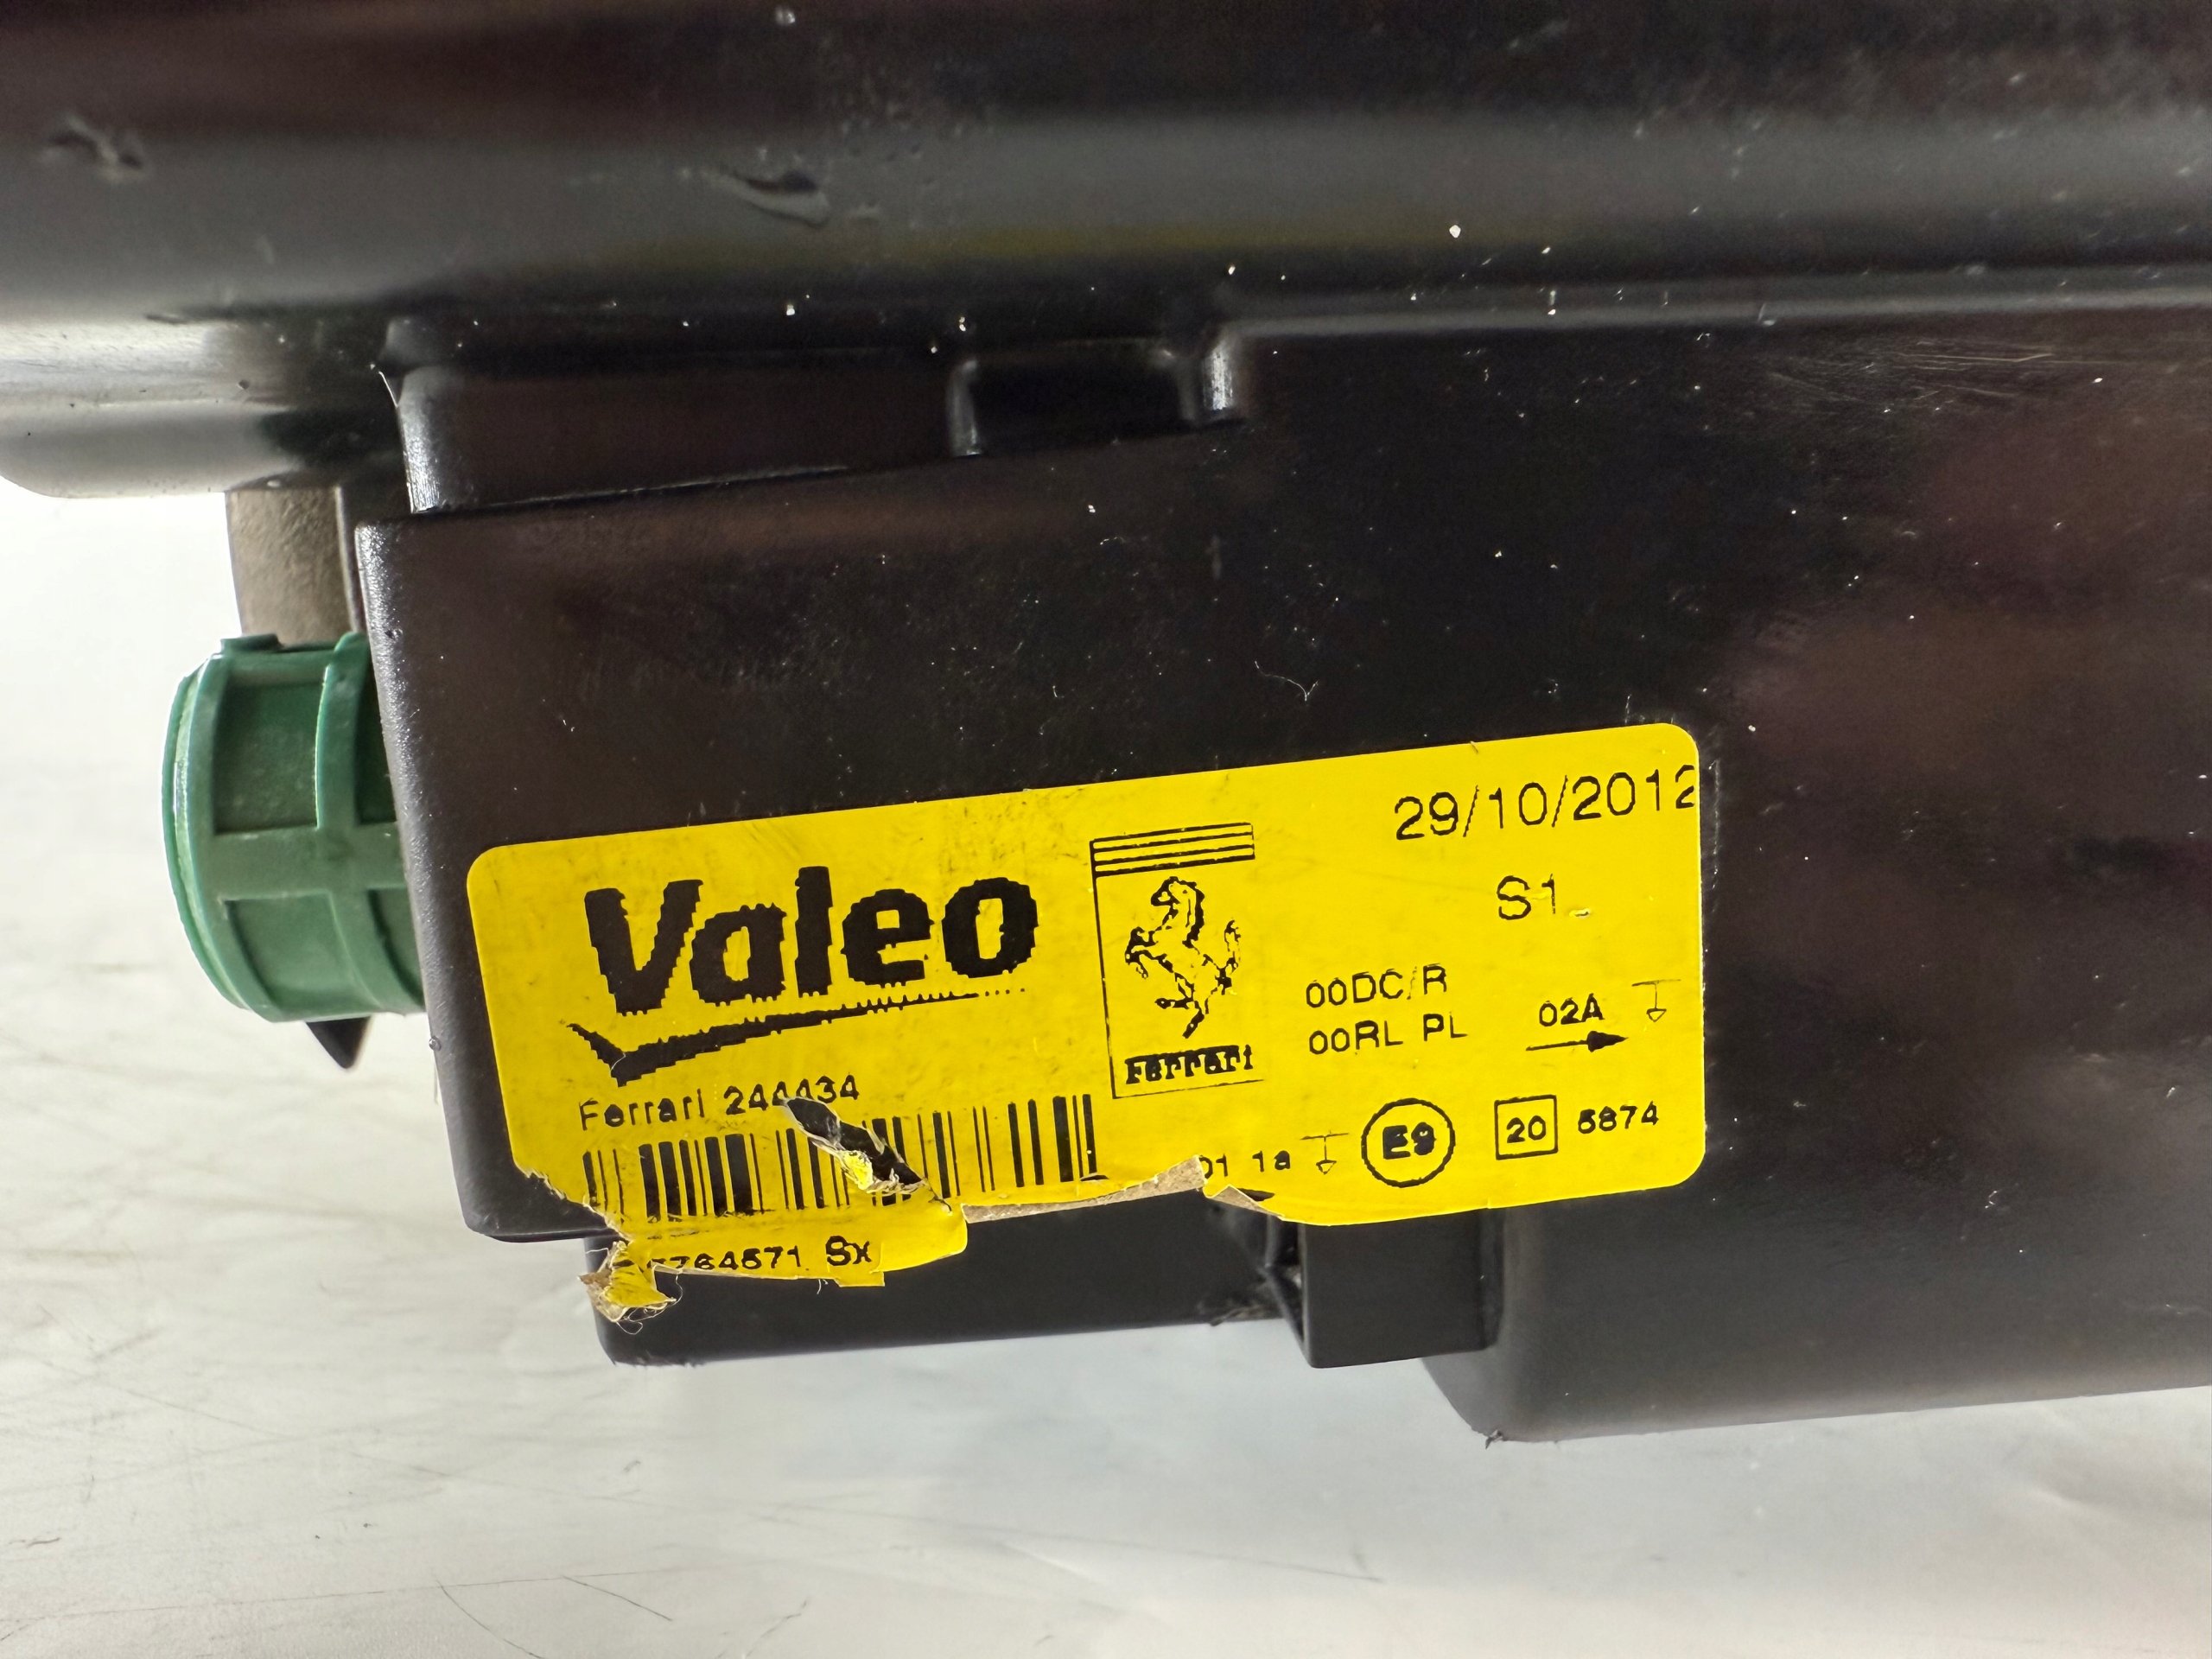 29/10/2012
Valeo
S1
00DC/R
00RL PL
02A
Ferrari
Ferrari 244434
1a
E9
20
5874
Sx